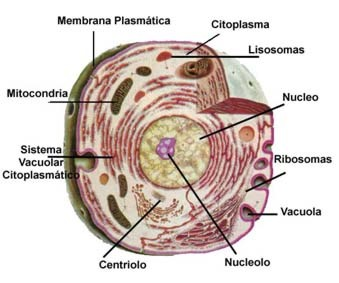 Membrana Plasmática
Citoplasma
Lisosomas
Mitocondria
Nucleo
Sistema
Vacuolar
Citoplasmático
Ribosomas
Vacuola
Centriolo
Nucleolo